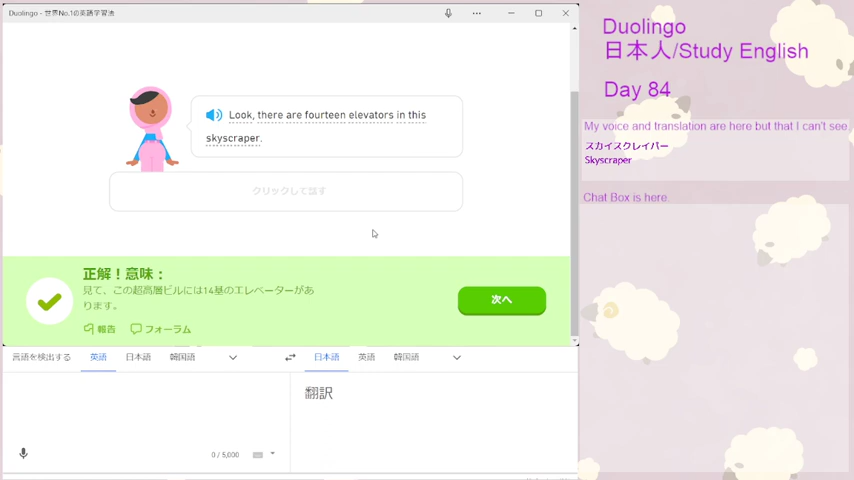 Duolingo - 世界No.1の英語学習法
Look, there are fourteen elevators in this
skyscraper.
クリックして話す
正解！意味：
見て、この超高層ビルには14基のエレベーターがあ
ります。
報告 フォーラム
次へ
言語を検出する 英語 日本語 韓国語
日本語 英語 韓国語
翻訳
0 / 5,000
Duolingo
日本人/Study English
Day 84
My voice and translation are here but that I can't see
スカイスクレイパー
Skyscraper
Chat Box is here.